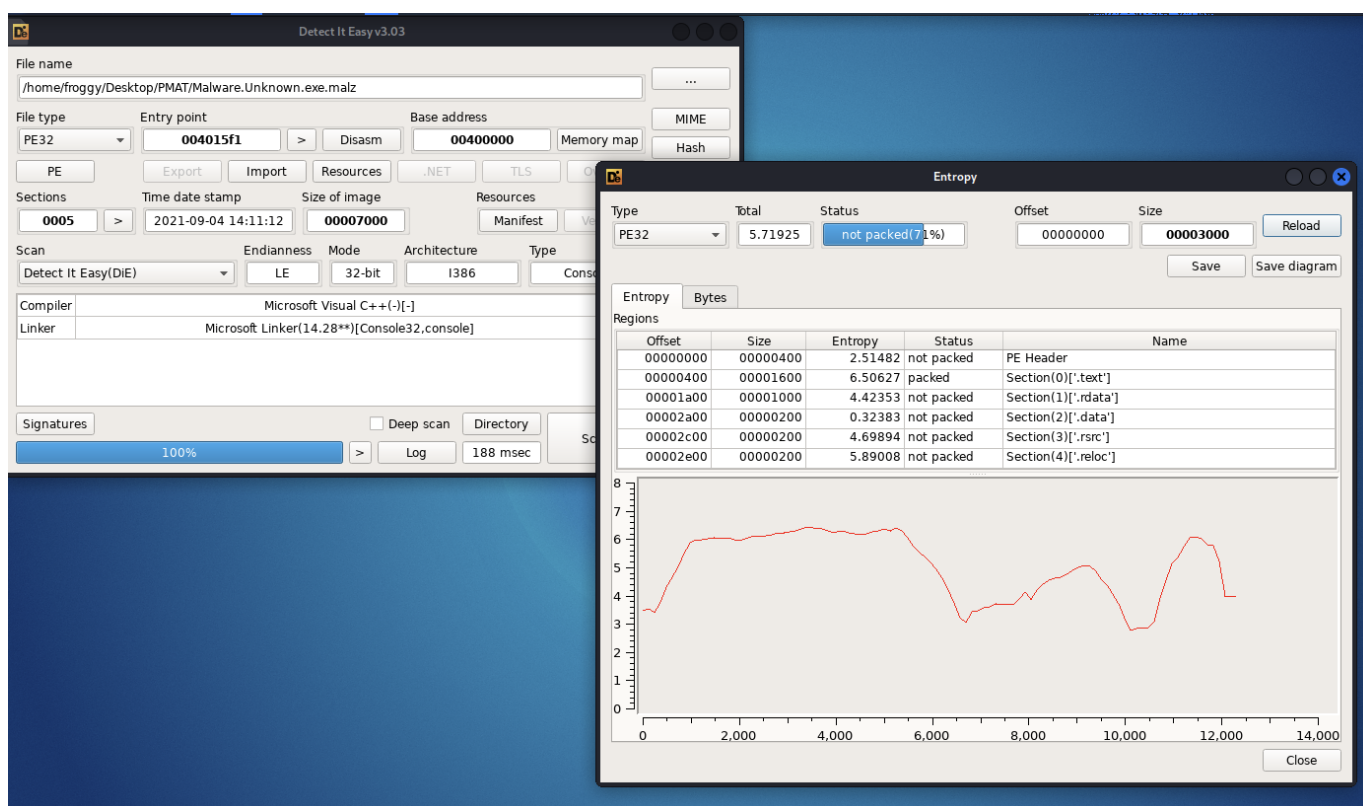 Detect It Easy v3.03
File name
/home/froggy/Desktop/PMAT/Malware.Unknown.exe.malz
...
File type Entry point Base address MIME
PE32 004015f1 > Disasm 00400000 Memory map Hash
PE Export Import Resources .NET TLS
Sections Time date stamp Size of image Resources
0005 > 2021-09-04 14:11:12 00007000 Manifest
Scan Endianness Mode Architecture Type
Detect It Easy(DiE) LE 32-bit I386
Compiler Microsoft Visual C++(-)[-]
Linker Microsoft Linker(14.28**)[Console32,console]
Signatures Deep scan Directory
100% > Log 188 msec
Entropy
Type Total Status Offset Size
PE32 5.71925 not packed(71%) 00000000 00003000 Reload
Save Save diagram
Entropy Bytes
Regions
Offset Size Entropy Status Name
00000000 00000400 2.51482 not packed PE Header
00000400 00001600 6.50627 packed Section(0)['.text']
00001a00 00001000 4.42353 not packed Section(1)['.rdata']
00002a00 00000200 0.32383 not packed Section(2)['.data']
00002c00 00000200 4.69894 not packed Section(3)['.rsrc']
00002e00 00000200 5.89008 not packed Section(4)['.reloc']
8
7
6
5
4
3
2
1
0
0 2,000 4,000 6,000 8,000 10,000 12,000 14,000
Close